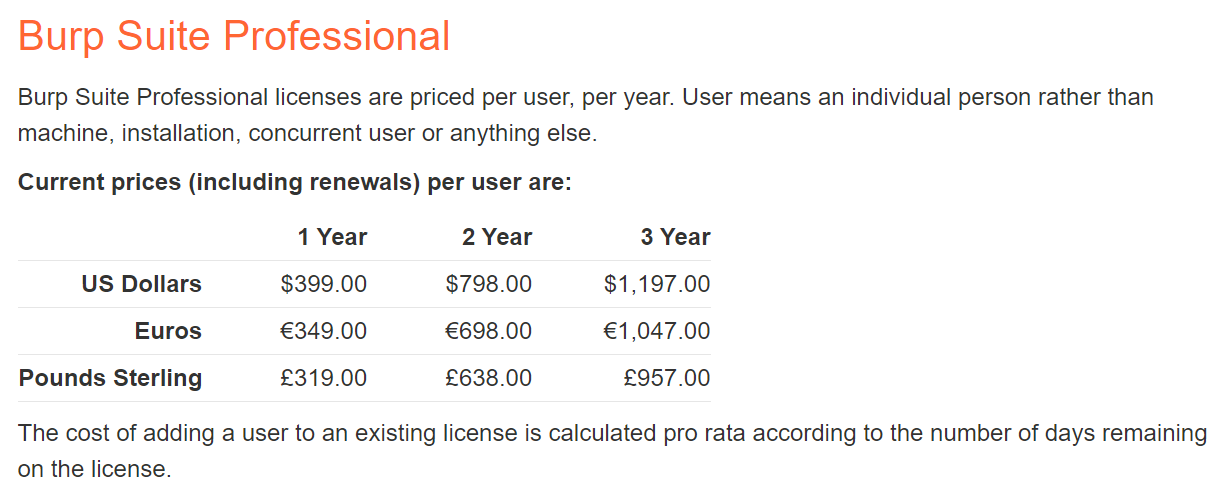 Burp Suite Professional
Burp Suite Professional licenses are priced per user, per year. User means an individual person rather than
machine, installation, concurrent user or anything else.
Current prices (including renewals) per user are:
1 Year 2 Year 3 Year
US Dollars $399.00 $798.00 $1,197.00
Euros €349.00 €698.00 €1,047.00
Pounds Sterling £319.00 £638.00 £957.00
The cost of adding a user to an existing license is calculated pro rata according to the number of days remaining
on the license.